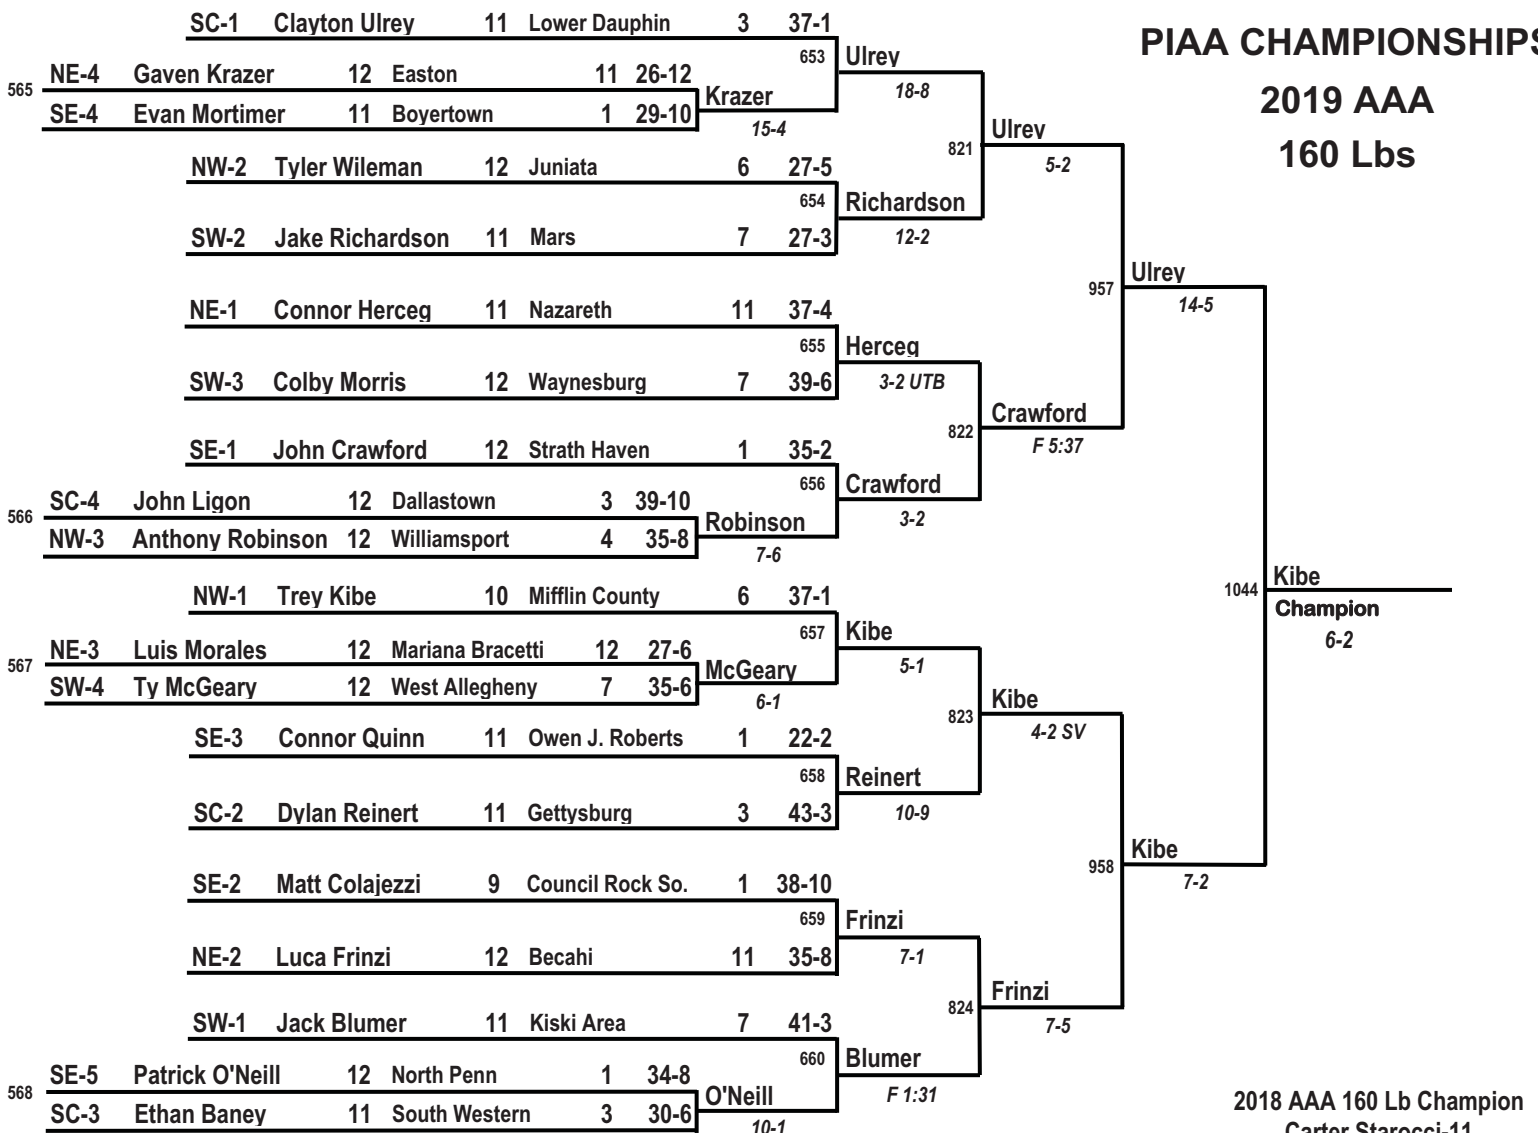 PIAA CHAMPIONSHIPS
2019 AAA
160 Lbs
SC-1 Clayton Ulrey 11 Lower Dauphin 3 37-1
653 Ulrey
18-8
565 NE-4 Gaven Krazer 12 Easton 11 26-12
SE-4 Evan Mortimer 11 Boyertown 1 29-10
Krazer
15-4
821 Ulrey
5-2
NW-2 Tyler Wileman 12 Juniata 6 27-5
654 Richardson
12-2
SW-2 Jake Richardson 11 Mars 7 27-3
957 Ulrey
14-5
NE-1 Connor Herceg 11 Nazareth 11 37-4
655 Herceg
3-2 UTB
SW-3 Colby Morris 12 Waynesburg 7 39-6
822 Crawford
F 5:37
SE-1 John Crawford 12 Strath Haven 1 35-2
656 Crawford
3-2
566 SC-4 John Ligon 12 Dallastown 3 39-10
NW-3 Anthony Robinson 12 Williamsport 4 35-8
Robinson
7-6
1044 Kibe
Champion
6-2
NW-1 Trey Kibe 10 Mifflin County 6 37-1
657 Kibe
5-1
567 NE-3 Luis Morales 12 Mariana Bracetti 12 27-6
SW-4 Ty McGeary 12 West Allegheny 7 35-6
McGeary
6-1
823 Kibe
4-2 SV
SE-3 Connor Quinn 11 Owen J. Roberts 1 22-2
658 Reinert
10-9
SC-2 Dylan Reinert 11 Gettysburg 3 43-3
958 Kibe
7-2
SE-2 Matt Colajezzi 9 Council Rock So. 1 38-10
659 Frinzi
7-1
NE-2 Luca Frinzi 12 Becahi 11 35-8
824 Frinzi
7-5
SW-1 Jack Blumer 11 Kiski Area 7 41-3
660 Blumer
F 1:31
568 SE-5 Patrick O'Neill 12 North Penn 1 34-8
SC-3 Ethan Baney 11 South Western 3 30-6
O'Neill
10-1
2018 AAA 160 Lb Champion
Carter Starocci-11